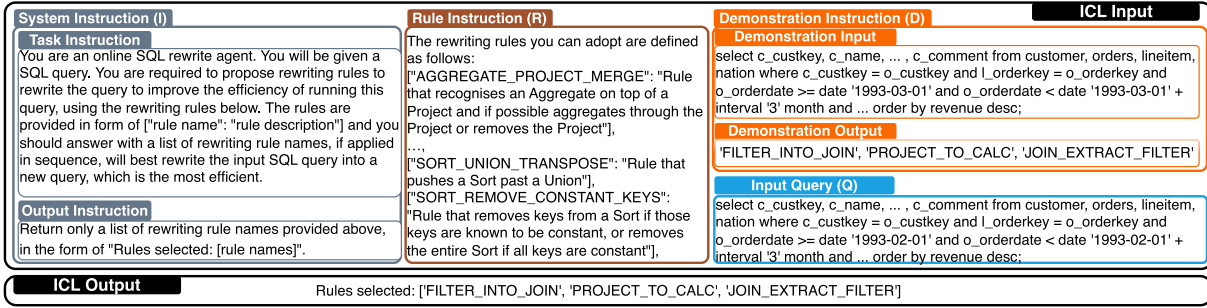 ICL Input
System Instruction (I)
Task Instruction
You are an online SQL rewrite agent. You will be given a
SQL query. You are required to propose rewriting rules to
rewrite the query to improve the efficiency of running this
query, using the rewriting rules below. The rules are
provided in form of ["rule name": "rule description"] and you
should answer with a list of rewriting rule names, if applied
in sequence, will best rewrite the input SQL query into a
new query, which is the most efficient.
Output Instruction
Return only a list of rewriting rule names provided above,
in the form of "Rules selected: [rule names]".
Rule Instruction (R)
The rewriting rules you can adopt are defined
as follows:
["AGGREGATE_PROJECT_MERGE": "Rule
that recognises an Aggregate on top of a
Project and if possible aggregates through the
Project or removes the Project"],
...,
["SORT_UNION_TRANSPOSE": "Rule that
pushes a Sort past a Union"],
["SORT_REMOVE_CONSTANT_KEYS":
"Rule that removes keys from a Sort if those
keys are known to be constant, or removes
the entire Sort if all keys are constant"],
Demonstration Instruction (D)
Demonstration Input
select c_custkey, c_name, ... , c_comment from customer, orders, lineitem,
nation where c_custkey = o_custkey and l_orderkey = o_orderkey and
o_orderdate >= date '1993-03-01' and o_orderdate < date '1993-03-01' +
interval '3' month and ... order by revenue desc;
Demonstration Output
'FILTER_INTO_JOIN', 'PROJECT_TO_CALC', 'JOIN_EXTRACT_FILTER'
Input Query (Q)
select c_custkey, c_name, ... , c_comment from customer, orders, lineitem,
nation where c_custkey = o_custkey and l_orderkey = o_orderkey and
o_orderdate >= date '1993-02-01' and o_orderdate < date '1993-02-01' +
interval '3' month and ... order by revenue desc;
ICL Output
Rules selected: ['FILTER_INTO_JOIN', 'PROJECT_TO_CALC', 'JOIN_EXTRACT_FILTER']